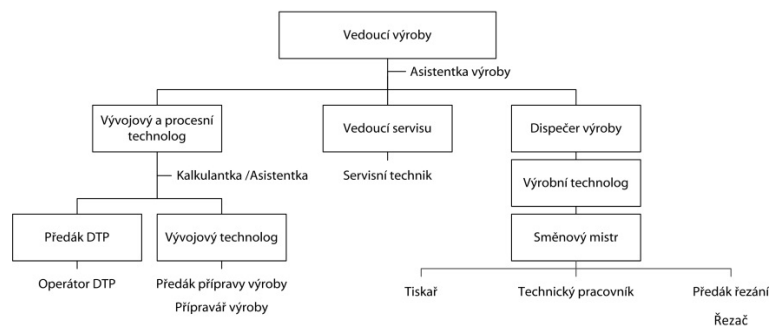 Vedoucí výroby
Asistentka výroby
Vývojový a procesní
technolog
Vedoucí servisu
Dispečer výroby
Kalkulantka /Asistentka
Servisní technik
Výrobní technolog
Předák DTP
Vývojový technolog
Směnový mistr
Operátor DTP
Předák přípravy výroby
Přípravář výroby
Tiskař
Technický pracovník
Předák řezání
Řezač